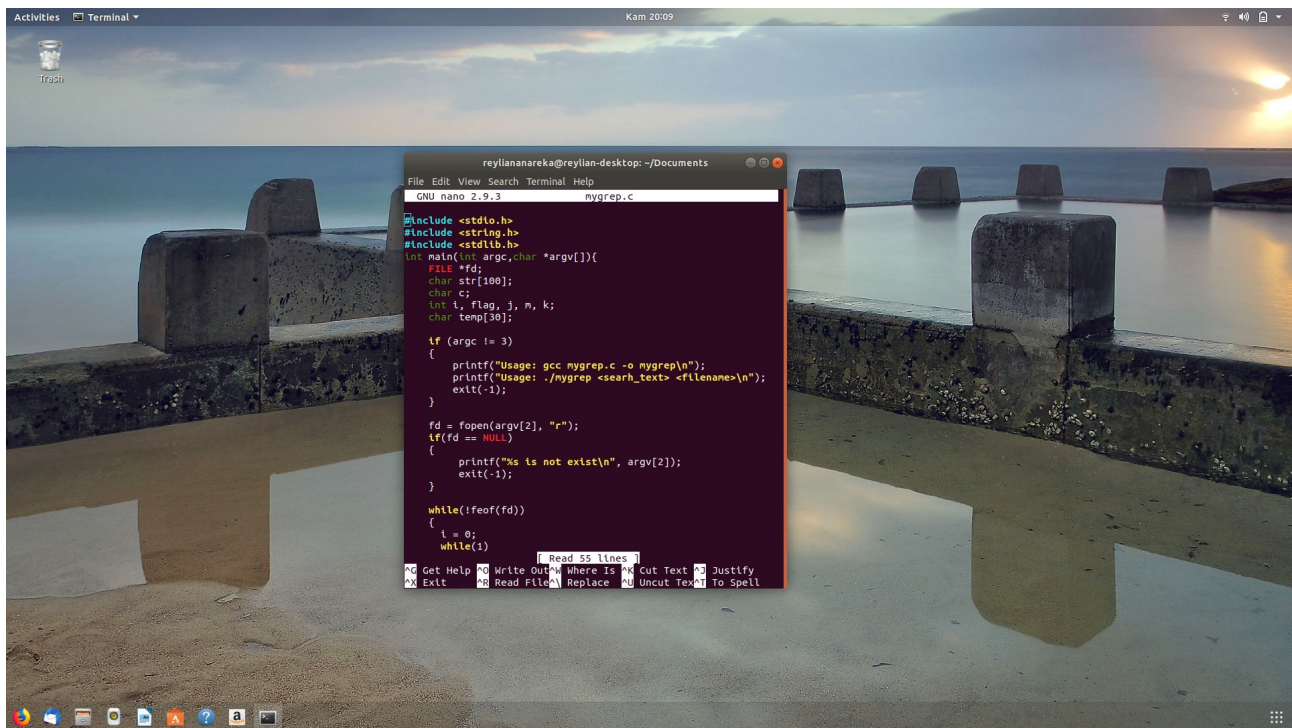 Activities Terminal Kam 20:09
Trash
reyliananareka@reylian-desktop: ~/Documents
File Edit View Search Terminal Help
GNU nano 2.9.3 mygrep.c
#include <stdio.h>
#include <string.h>
#include <stdlib.h>
int main(int argc,char *argv[]){
    FILE *fd;
    char str[100];
    char c;
    int i, flag, j, m, k;
    char temp[30];
    if (argc != 3)
    {
        printf("Usage: gcc mygrep.c -o mygrep\n");
        printf("Usage: ./mygrep <searh_text> <filename>\n");
        exit(-1);
    }
    fd = fopen(argv[2], "r");
    if(fd == NULL)
    {
         printf("%s is not exist\n", argv[2]);
         exit(-1);
    }
    while(!feof(fd))
    {
      i = 0;
      while(1)
[ Read 55 lines ]
^G Get Help ^O Write Out^W Where Is ^K Cut Text ^J Justify
^X Exit ^R Read File^\ Replace ^U Uncut Tex^T To Spell